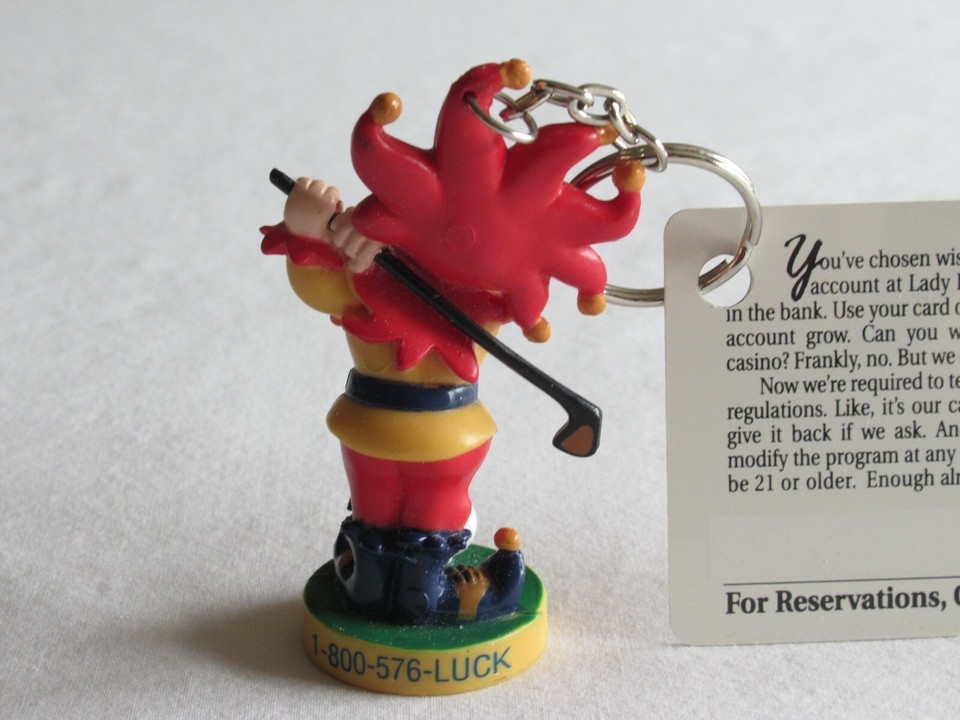 You've chosen wis
account at Lady
in the bank. Use your card
account grow. Can you w
casino? Frankly, no. But we
Now we're required to te
regulations. Like, it's our ca
give it back if we ask. An
modify the program at any
be 21 or older. Enough alr
For Reservations,
1-800-576-LUCK